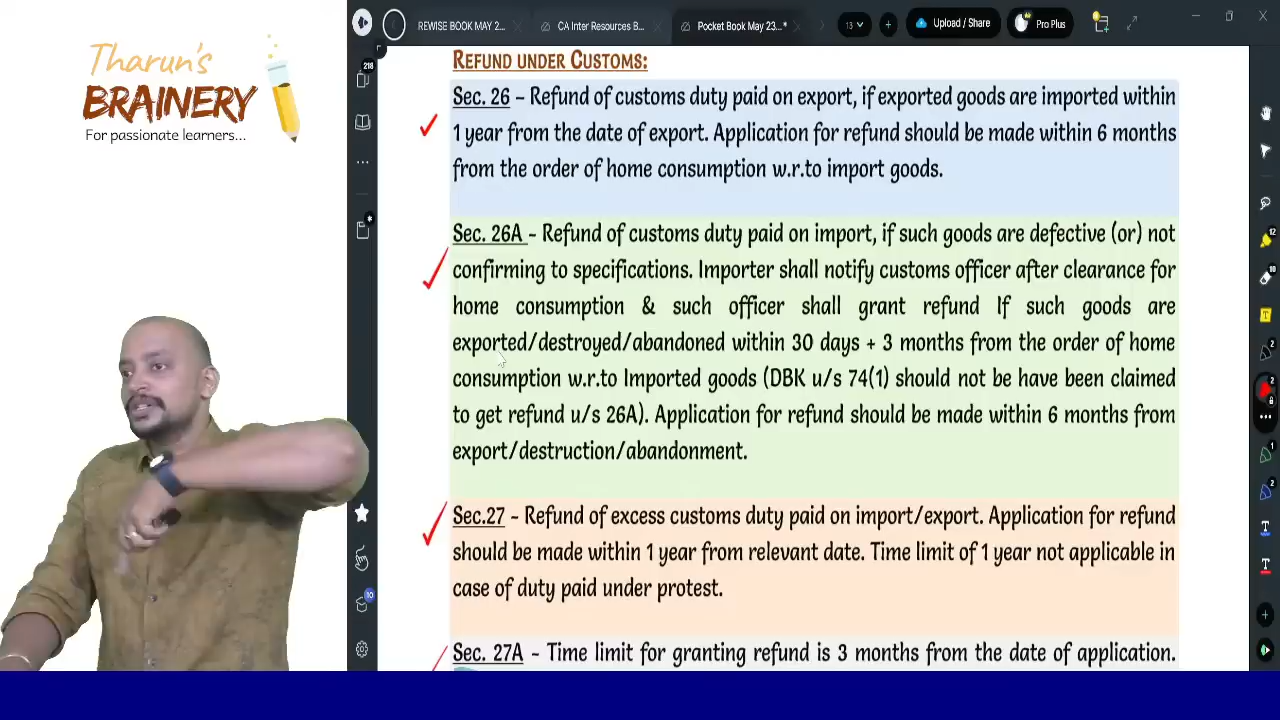 Tharun's
BRAINERY
For passionate learners...
REWISE BOOK MAY 2...
CA Inter Resources B...
Pocket Book May 23...*
13
Upload / Share
Pro Plus
218
REFUND UNDER CUSTOMS:
Sec. 26 – Refund of customs duty paid on export, if exported goods are imported within
1 year from the date of export. Application for refund should be made within 6 months
from the order of home consumption w.r.to import goods.
Sec. 26A - Refund of customs duty paid on import, if such goods are defective (or) not
confirming to specifications. Importer shall notify customs officer after clearance for
home consumption & such officer shall grant refund If such goods are
exported/destroyed/abandoned within 30 days + 3 months from the order of home
consumption w.r.to Imported goods (DBK u/s 74(1) should not be have been claimed
to get refund u/s 26A). Application for refund should be made within 6 months from
export/destruction/abandonment.
Sec.27 - Refund of excess customs duty paid on import/export. Application for refund
should be made within 1 year from relevant date. Time limit of 1 year not applicable in
case of duty paid under protest.
Sec. 27A - Time limit for granting refund is 3 months from the date of application.
10
12
10
T
2
2
1
2
T
T